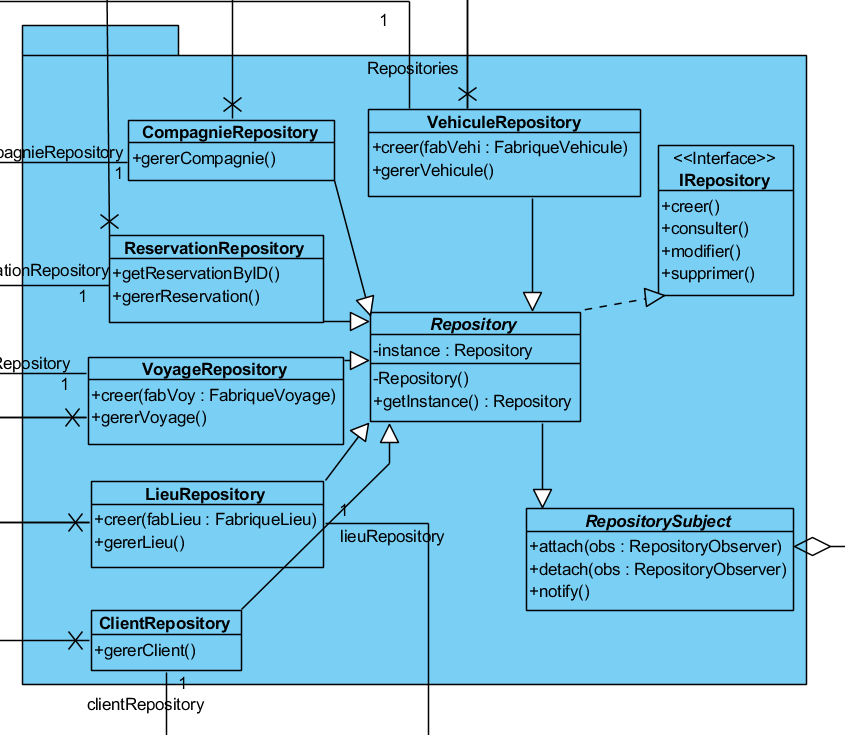 1
Repositories
CompagnieRepository
+gererCompagnie()
pagnieRepository
1
VehiculeRepository
+creer(fabVehi : FabriqueVehicule)
+gererVehicule()
<<Interface>>
IRepository
+creer()
+consulter()
+modifier()
+supprimer()
ReservationRepository
+getReservationByID()
+gererReservation()
ationRepository
1
Repository
-instance : Repository
-Repository()
+getInstance() : Repository
Repository
1
VoyageRepository
+creer(fabVoy : FabriqueVoyage)
+gererVoyage()
LieuRepository
+creer(fabLieu : FabriqueLieu)
+gererLieu()
1
lieuRepository
RepositorySubject
+attach(obs : RepositoryObserver)
+detach(obs : RepositoryObserver)
+notify()
ClientRepository
+gererClient()
1
clientRepository